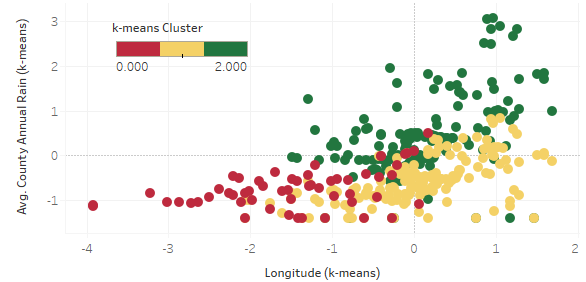 k-means Cluster
0.000 2.000
Avg. County Annual Rain (k-means)
3
2
1
0
-1
-4 -3 -2 -1 0 1 2
Longitude (k-means)